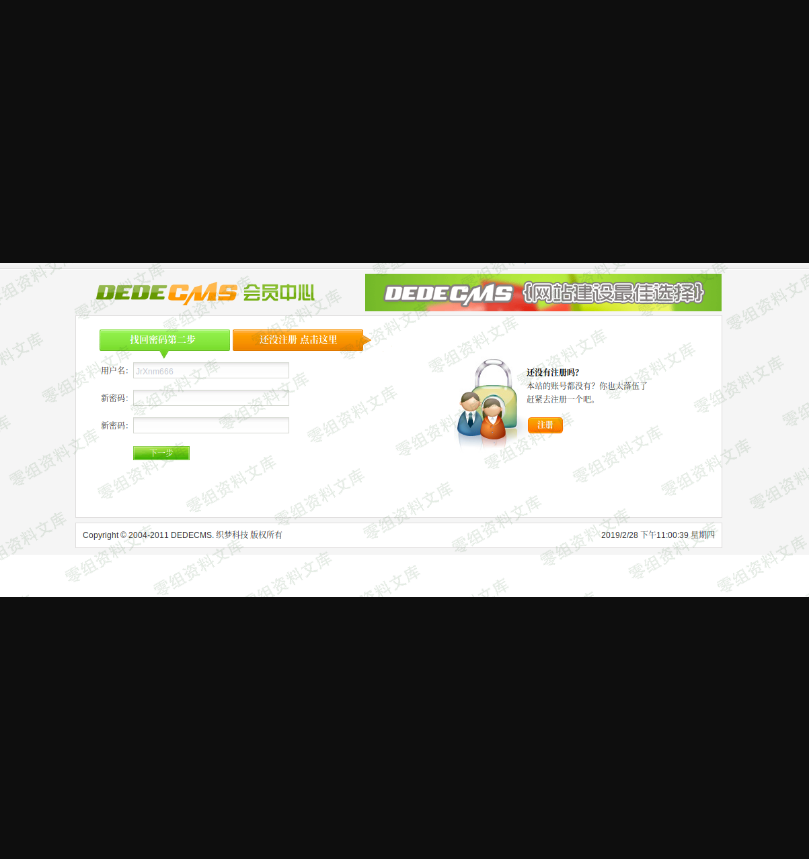 DEDECMS 会员中心
DEDECMS {网站建设最佳选择}
找回密码第二步
还没注册 点击这里
用户名: JrXnm666
新密码:
新密码:
下一步
还没有注册吗?
本站的账号都没有? 你也太落伍了
赶紧去注册一个吧。
注册
Copyright © 2004-2011 DEDECMS. 织梦科技 版权所有
2019/2/28 下午11:00:39 星期四
零组资料文库